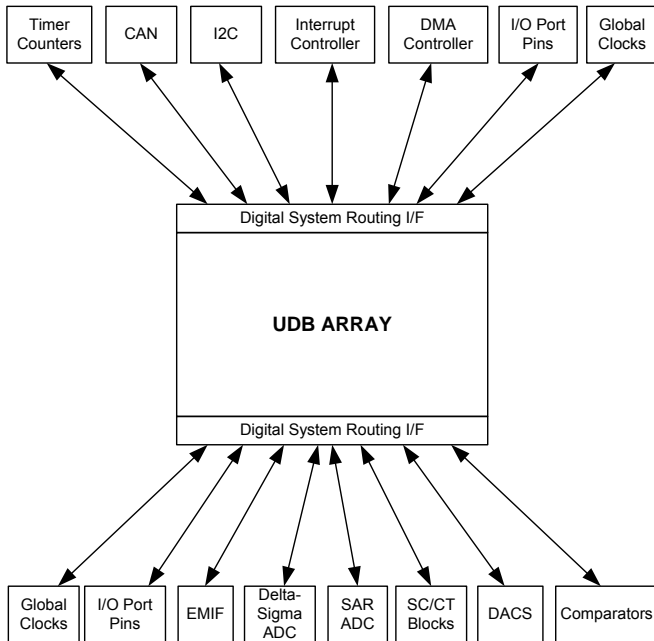 Timer
Counters
CAN
I2C
Interrupt
Controller
DMA
Controller
I/O Port
Pins
Global
Clocks
Digital System Routing I/F
UDB ARRAY
Digital System Routing I/F
Global
Clocks
I/O Port
Pins
EMIF
Delta-
Sigma
ADC
SAR
ADC
SC/CT
Blocks
DACS
Comparators